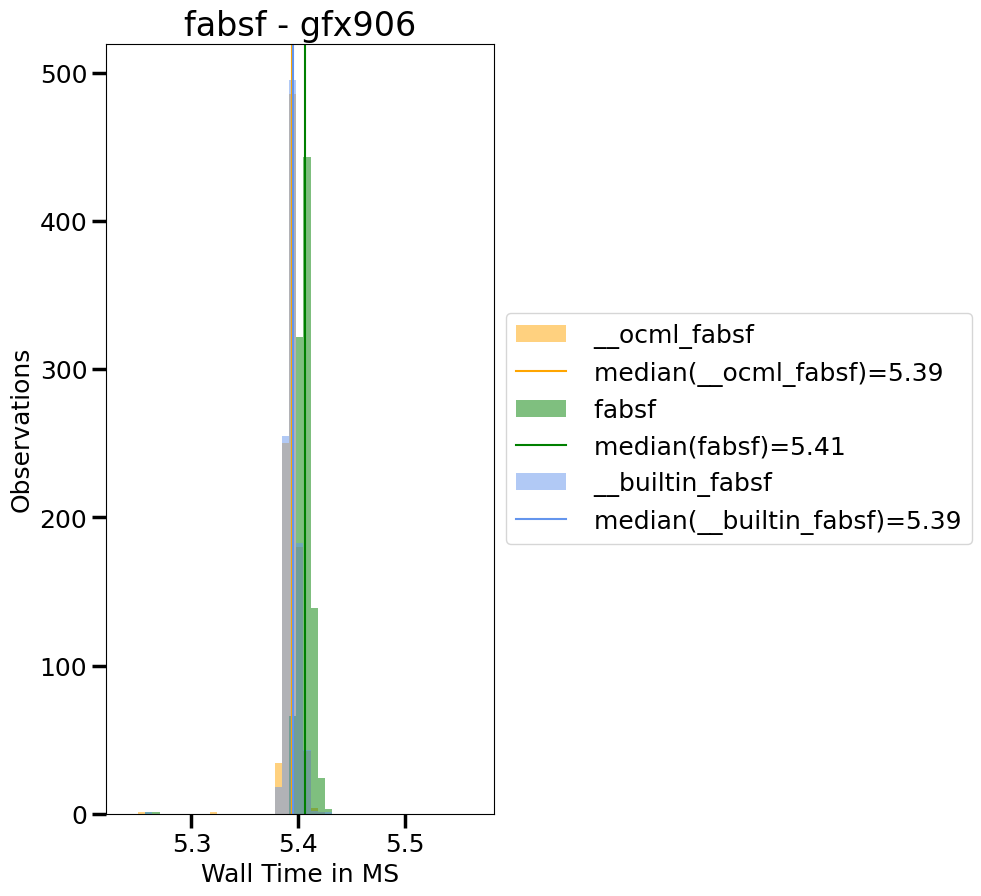 fabsf - gfx906
500
400
300
200
100
0
Observations
5.3 5.4 5.5
Wall Time in MS
__ocml_fabsf
median(__ocml_fabsf)=5.39
fabsf
median(fabsf)=5.41
__builtin_fabsf
median(__builtin_fabsf)=5.39